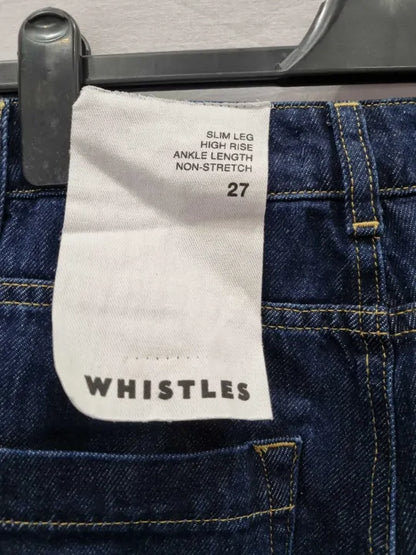 SLIM LEG
HIGH RISE
ANKLE LENGTH
NON-STRETCH
27
WHISTLES